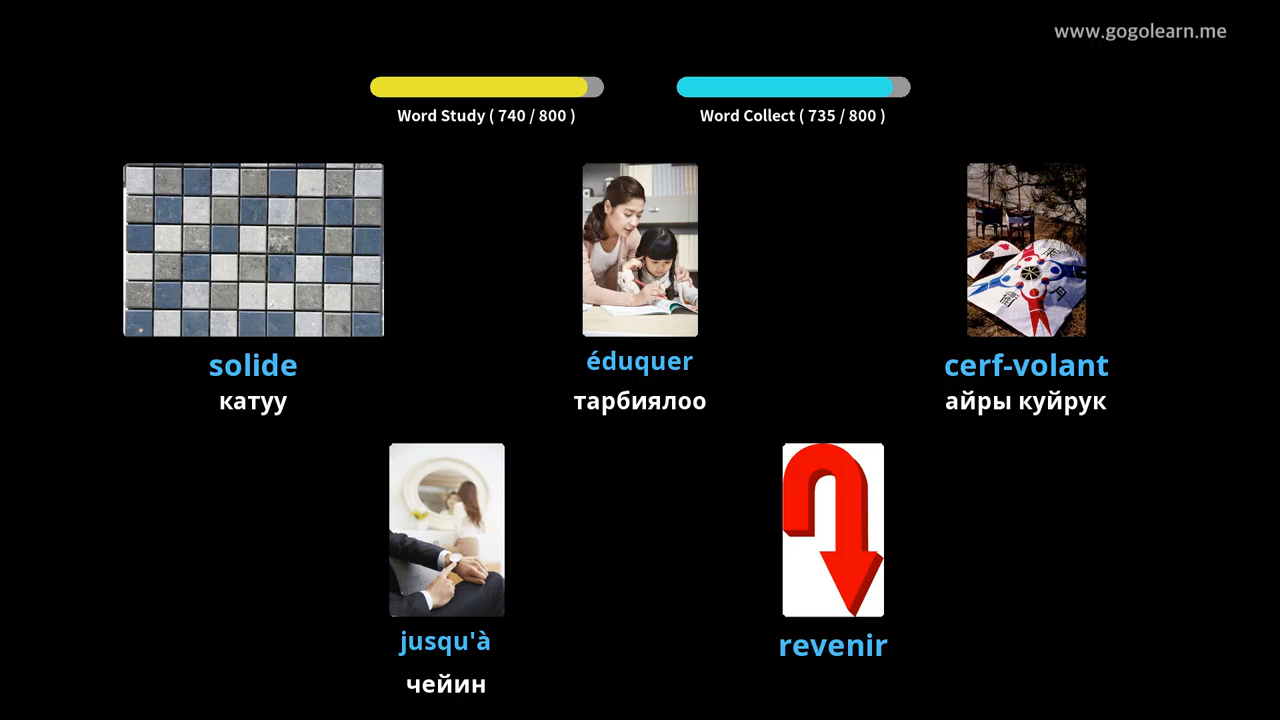 www.gogolearn.me
Word Study ( 740 / 800 )
Word Collect ( 735 / 800 )
solide
катуу
éduquer
тарбиялоо
cerf-volant
айры куйрук
jusqu'à
чейин
revenir